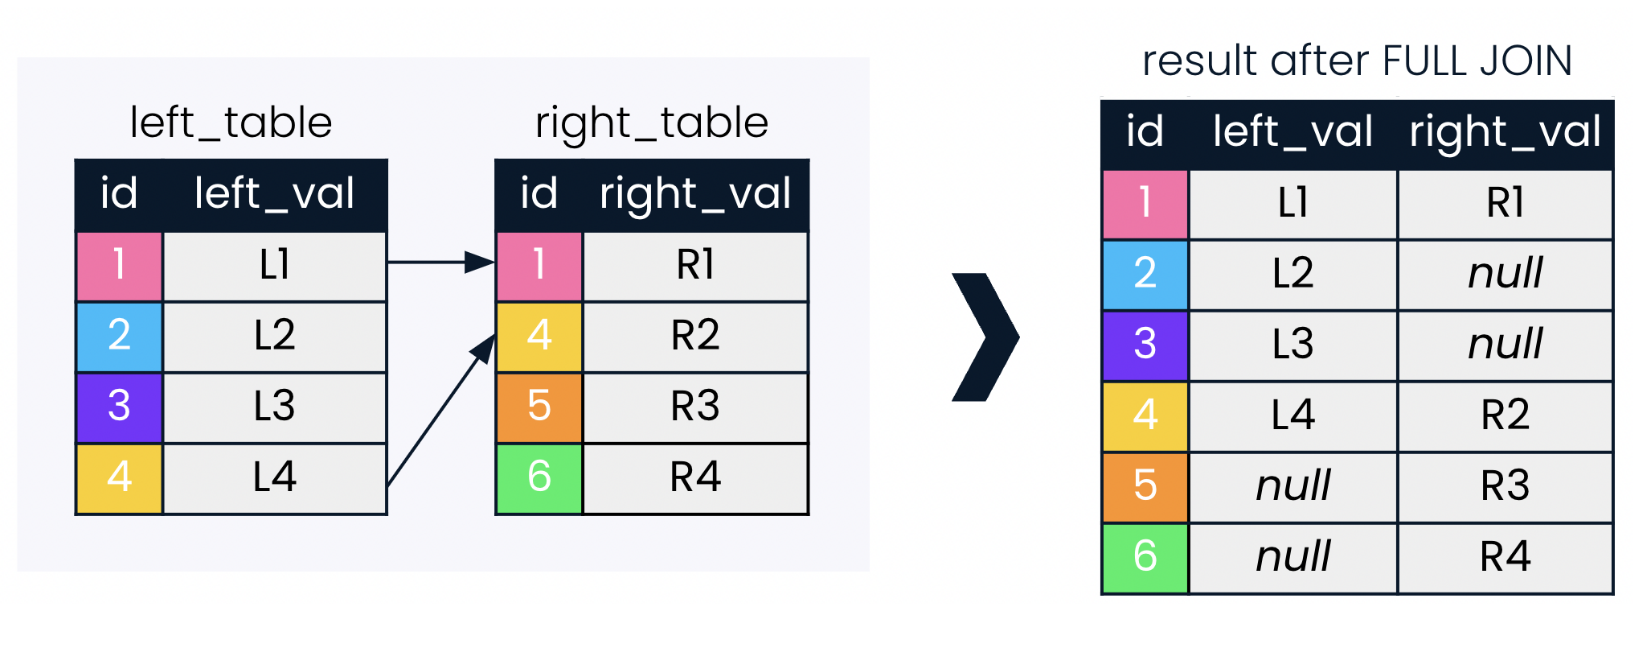 result after FULL JOIN
left_table
id left_val
1 L1
2 L2
3 L3
4 L4
right_table
id right_val
1 R1
4 R2
5 R3
6 R4
id left_val right_val
1 L1 R1
2 L2 null
3 L3 null
4 L4 R2
5 null R3
6 null R4